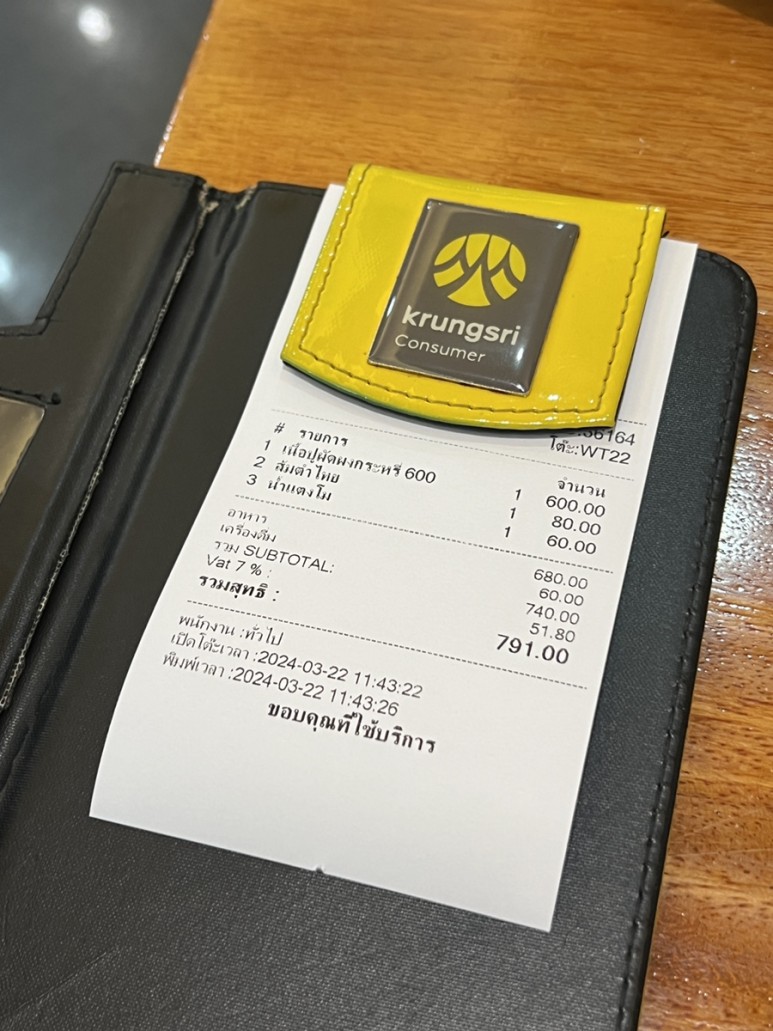 krungsri
Consumer
36164
โต๊ะ:WT22
# รายการ จำนวน
1 เนื้อปูผัดผงกระหรี่ 600 1 600.00
2 ส้มตำไทย 1 80.00
3 น้ำแตงโม 1 60.00
อาหาร 680.00
เครื่องดื่ม 60.00
รวม SUBTOTAL: 740.00
Vat 7 % : 51.80
รวมสุทธิ : 791.00
พนักงาน :ทั่วไป
เปิดโต๊ะเวลา :2024-03-22 11:43:22
พิมพ์เวลา :2024-03-22 11:43:26
ขอบคุณที่ใช้บริการ